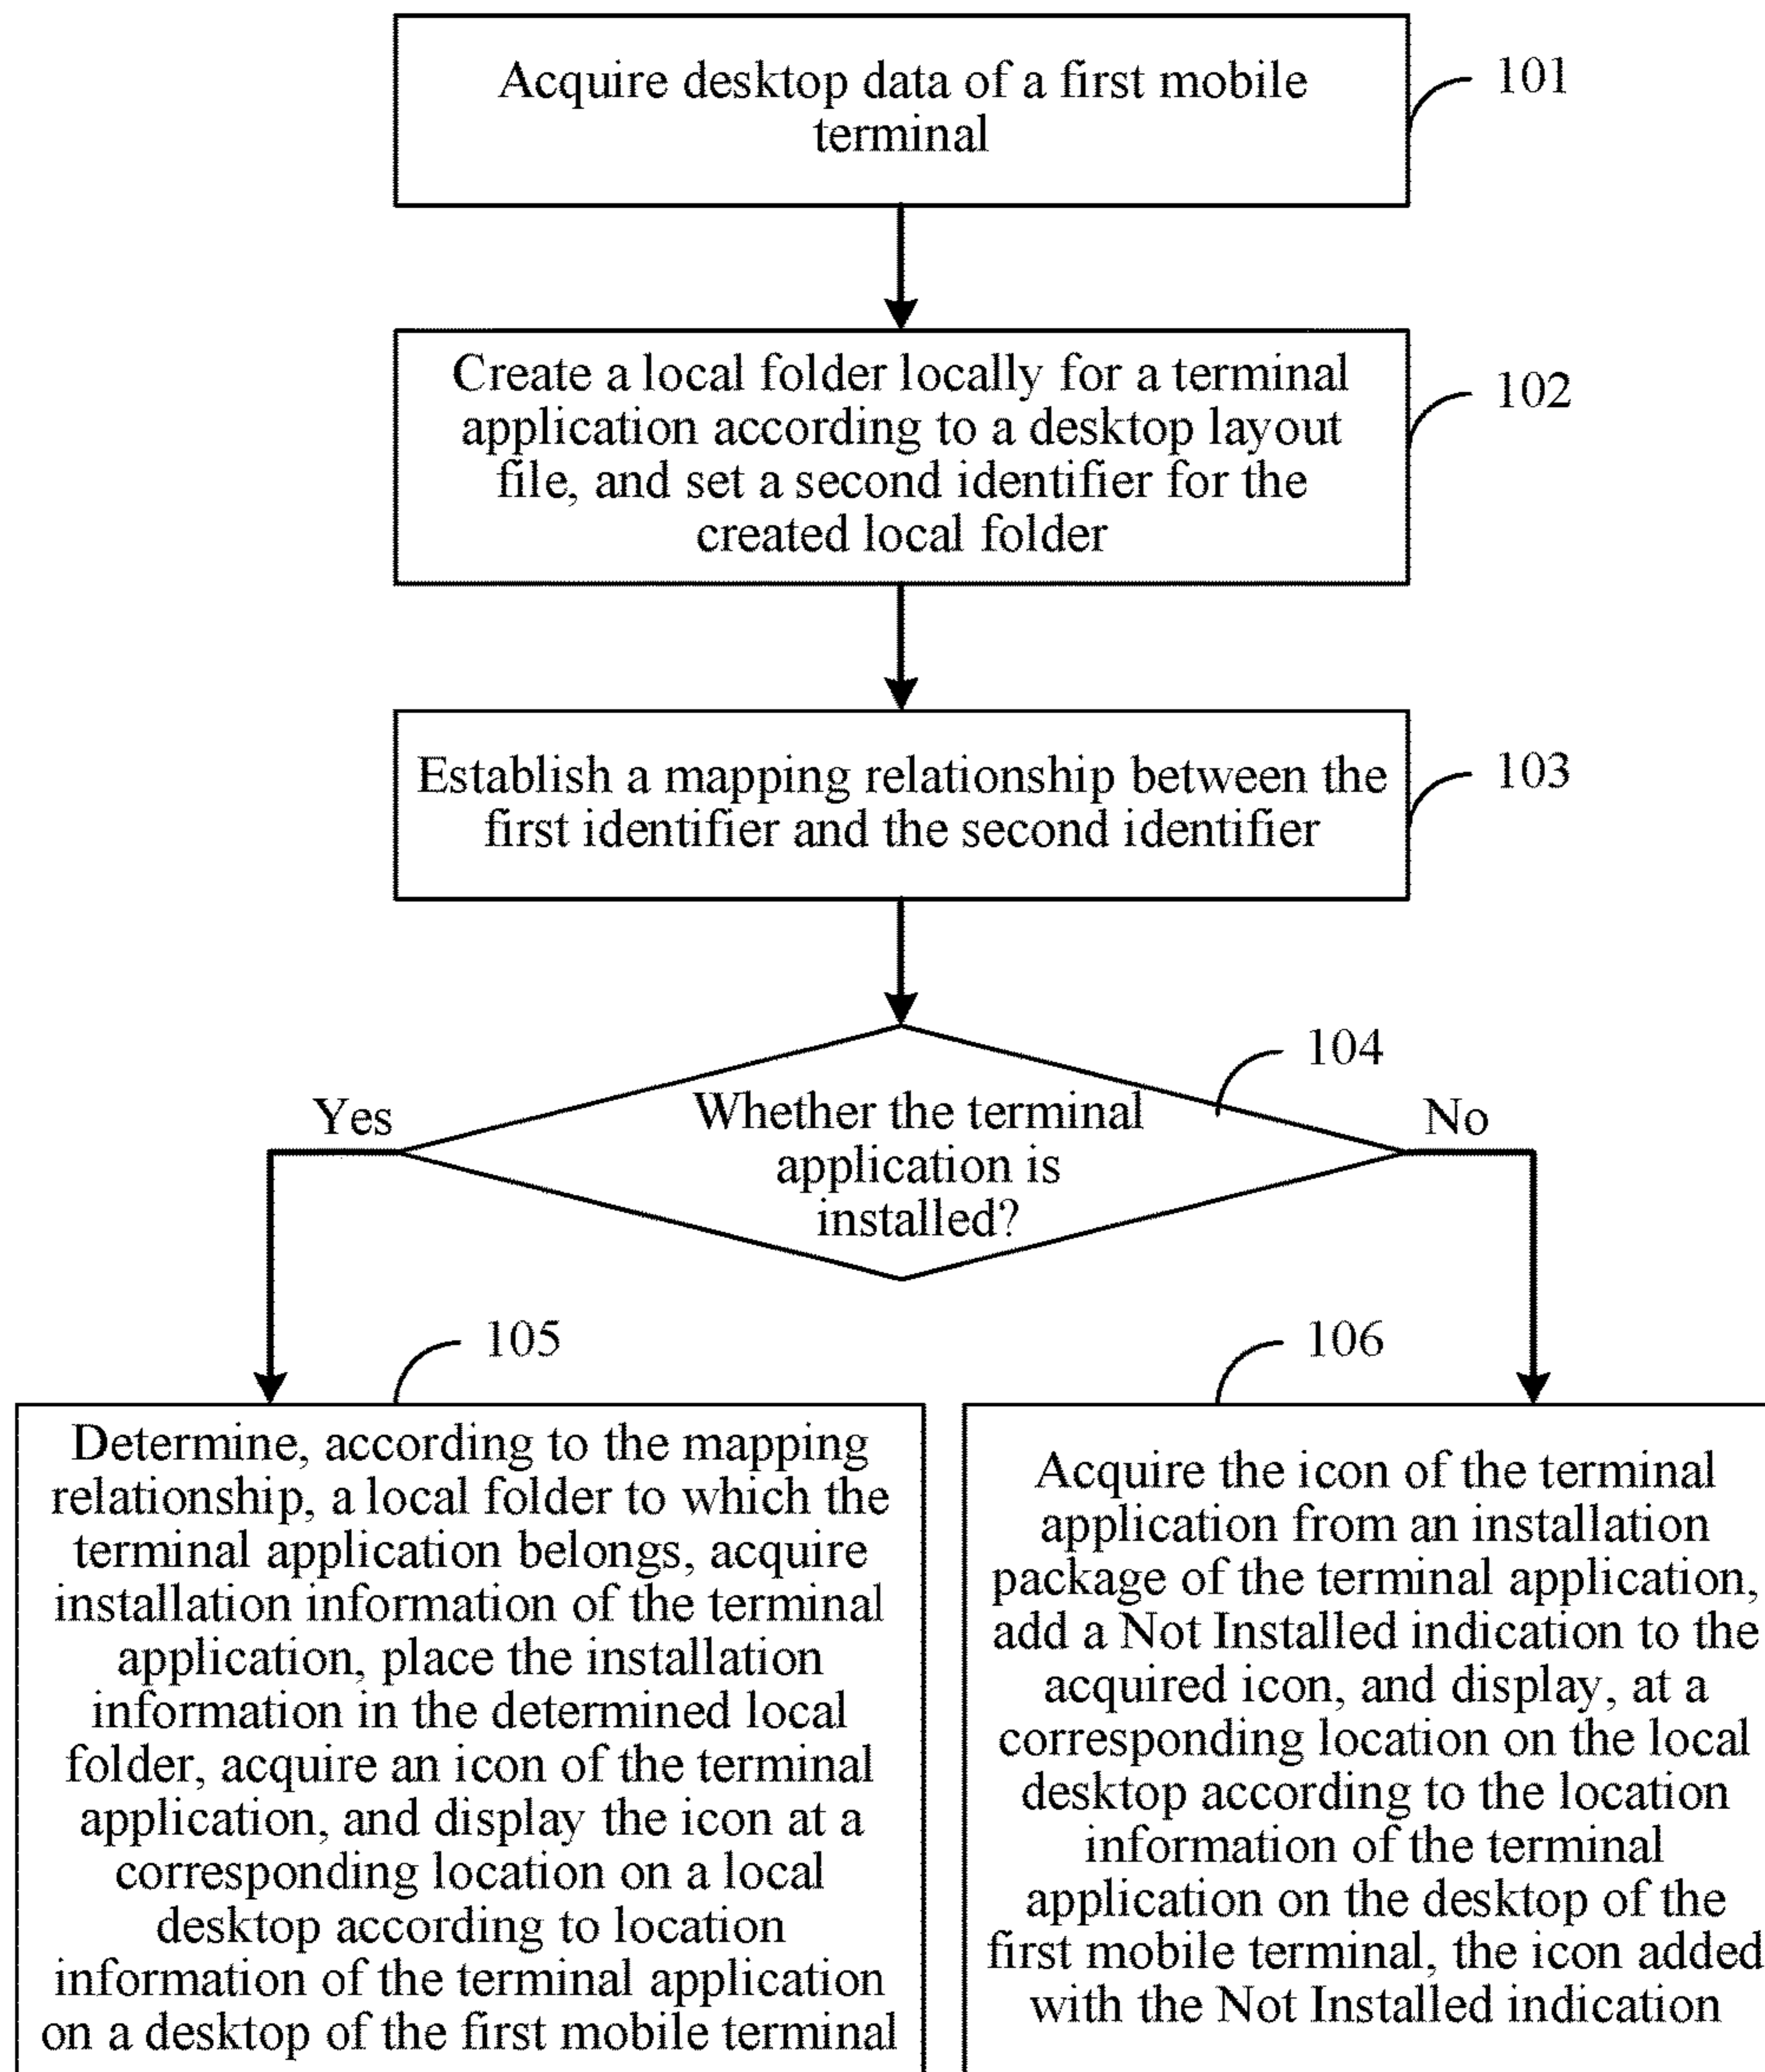 Acquire desktop data of a first mobile
terminal
101
Create a local folder locally for a terminal
application according to a desktop layout
file, and set a second identifier for the
created local folder
102
Establish a mapping relationship between the
first identifier and the second identifier
103
104
Yes
Whether the terminal
application is
installed?
No
105
Determine, according to the mapping
relationship, a local folder to which the
terminal application belongs, acquire
installation information of the terminal
application, place the installation
information in the determined local
folder, acquire an icon of the terminal
application, and display the icon at a
corresponding location on a local
desktop according to location
information of the terminal application
on a desktop of the first mobile terminal
106
Acquire the icon of the terminal
application from an installation
package of the terminal application,
add a Not Installed indication to the
acquired icon, and display, at a
corresponding location on the local
desktop according to the location
information of the terminal
application on the desktop of the
first mobile terminal, the icon added
with the Not Installed indication